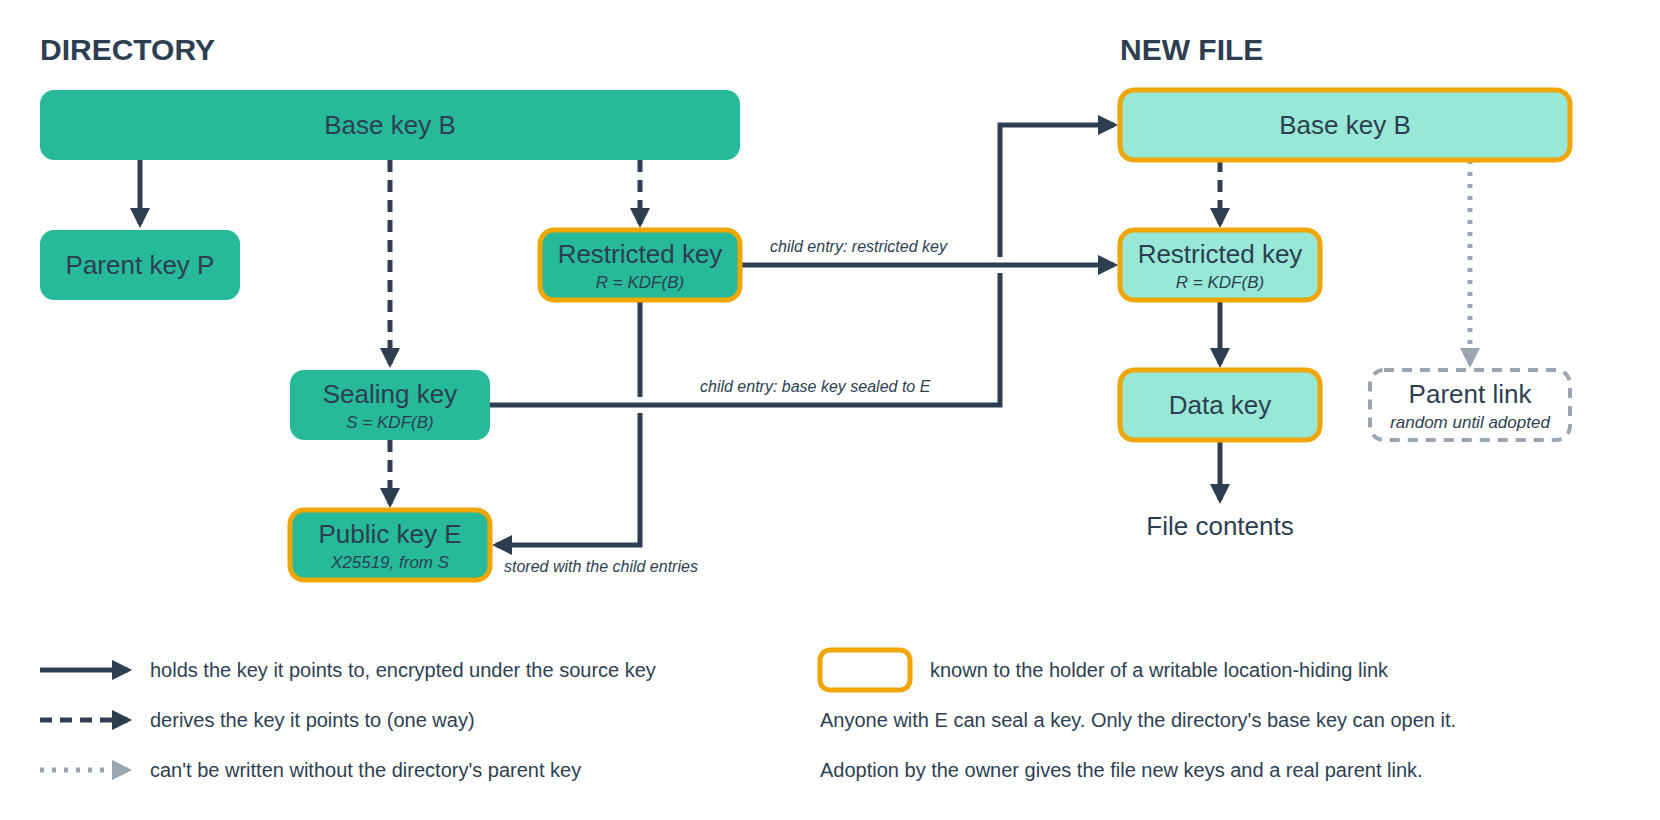 DIRECTORY
NEW FILE
Base key B
Base key B
Parent key P
Restricted key
R = KDF(B)
child entry: restricted key
Restricted key
R = KDF(B)
Sealing key
S = KDF(B)
child entry: base key sealed to E
Data key
Parent link
random until adopted
Public key E
X25519, from S
stored with the child entries
File contents
holds the key it points to, encrypted under the source key
known to the holder of a writable location-hiding link
derives the key it points to (one way)
Anyone with E can seal a key. Only the directory's base key can open it.
can't be written without the directory's parent key
Adoption by the owner gives the file new keys and a real parent link.